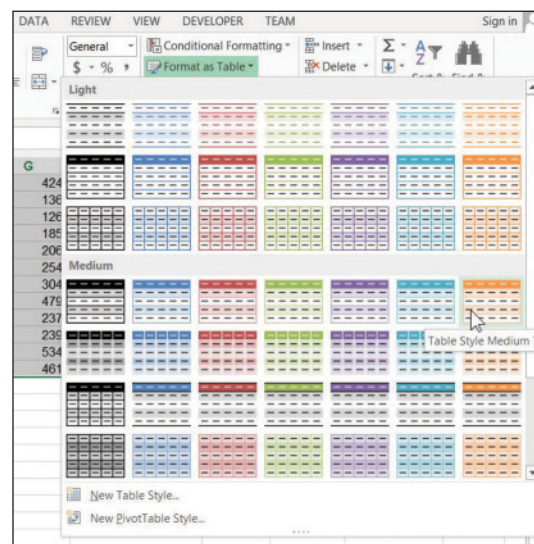 DATA REVIEW VIEW DEVELOPER TEAM Sign in
General Conditional Formatting Insert Σ A Z
$ - % , Format as Table Delete
Light
G
424
136
126
185
206
254
Medium
304
479
237
Table Style Medium
239
534
461
New Table Style...
New PivotTable Style...